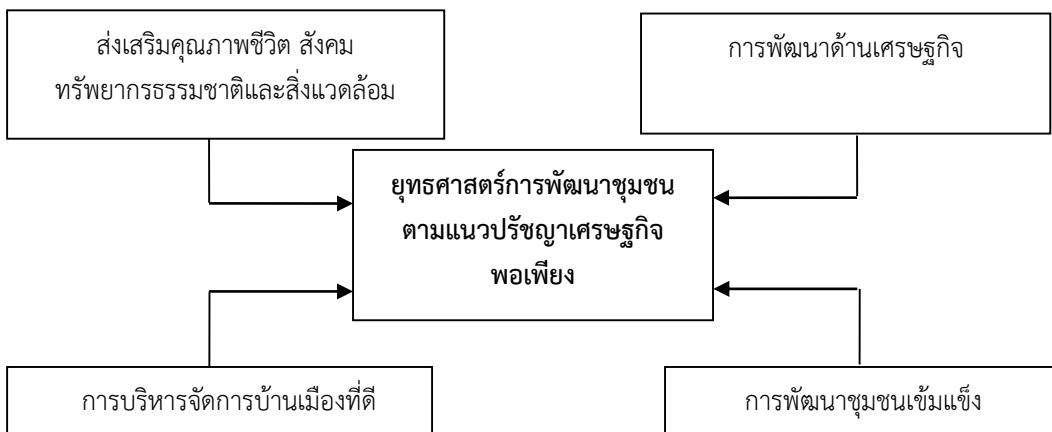 ส่งเสริมคุณภาพชีวิต สังคม
ทรัพยากรธรรมชาติและสิ่งแวดล้อม
การพัฒนาด้านเศรษฐกิจ
ยุทธศาสตร์การพัฒนาชุมชน
ตามแนวปรัชญาเศรษฐกิจ
พอเพียง
การบริหารจัดการบ้านเมืองที่ดี
การพัฒนาชุมชนเข้มแข็ง